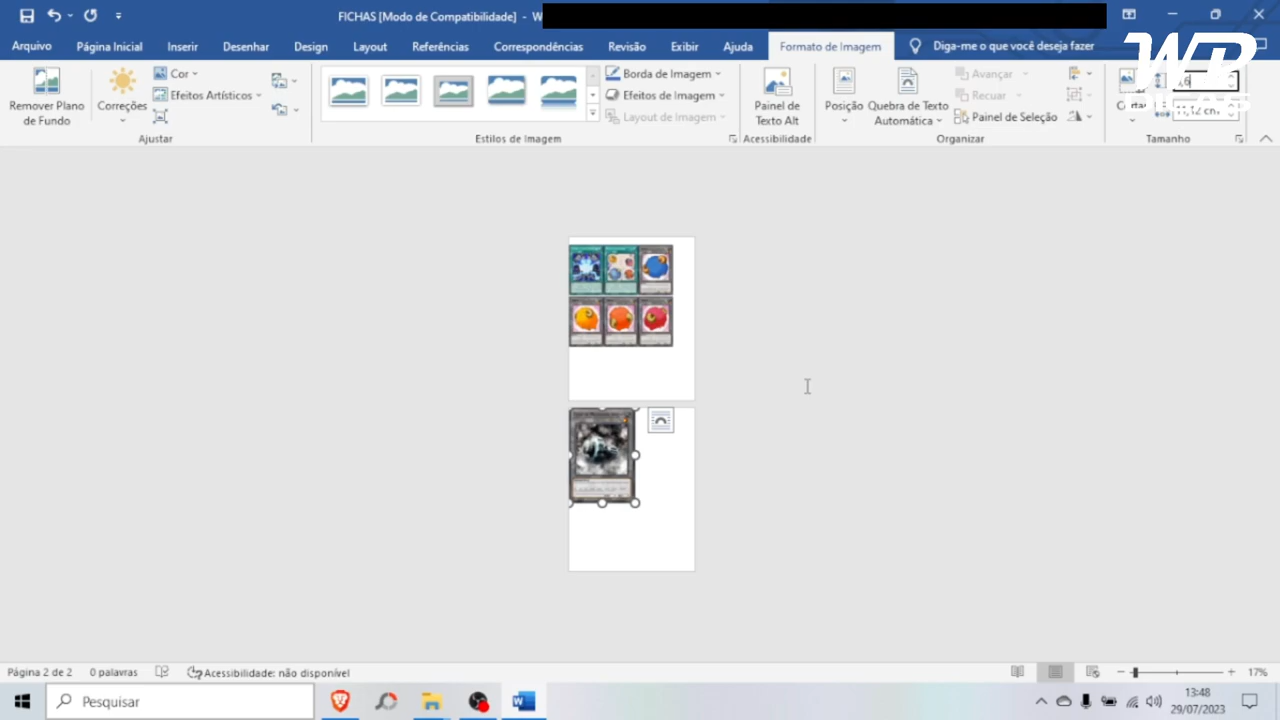 FICHAS [Modo de Compatibilidade] - W
Arquivo Página Inicial Inserir Desenhar Design Layout Referências Correspondências Revisão Exibir Ajuda Formato de Imagem Diga-me o que você deseja fazer
Remover Plano de Fundo
Correções
Cor
Efeitos Artísticos
Ajustar
Borda de Imagem
Efeitos de Imagem
Layout de Imagem
Estilos de Imagem
Painel de Texto Alt
Acessibilidade
Posição
Quebra de Texto Automática
Avançar
Recuar
Painel de Seleção
Organizar
Tamanho
WP
Página 2 de 2 0 palavras Acessibilidade: não disponível 17%
Pesquisar
13:48
29/07/2023